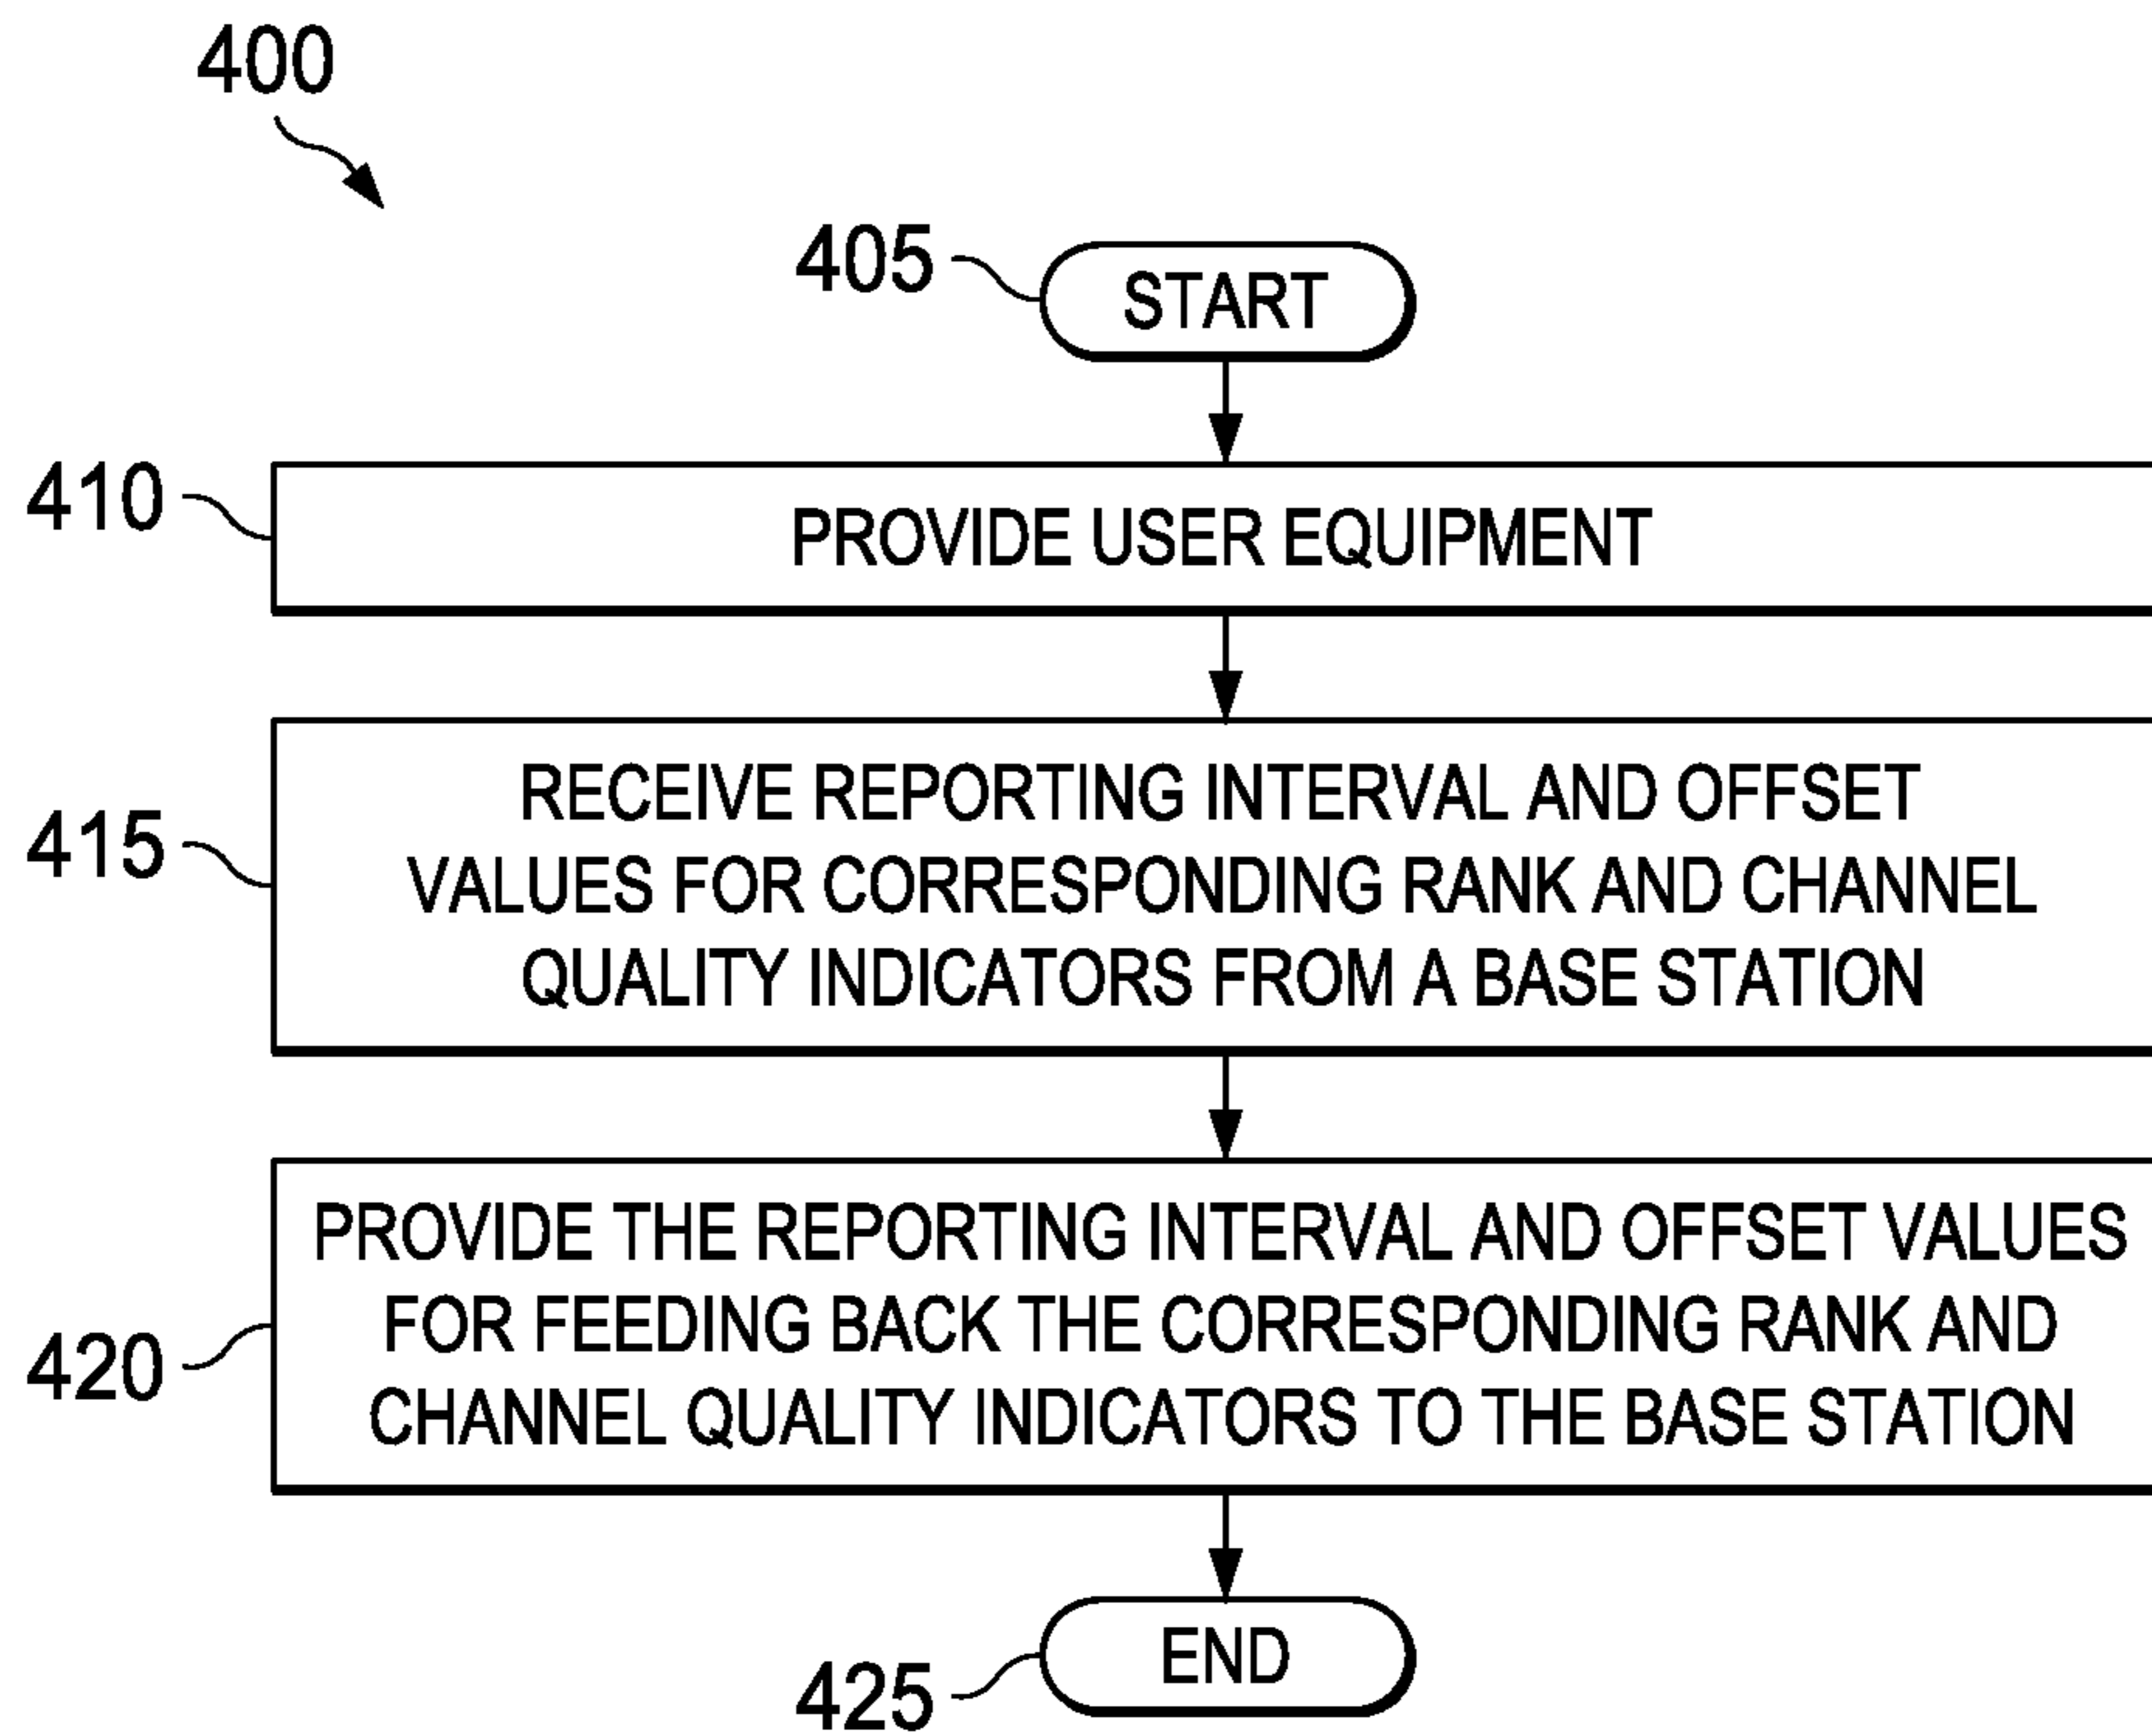 400
405
START
410
PROVIDE USER EQUIPMENT
415
RECEIVE REPORTING INTERVAL AND OFFSET
VALUES FOR CORRESPONDING RANK AND CHANNEL
QUALITY INDICATORS FROM A BASE STATION
420
PROVIDE THE REPORTING INTERVAL AND OFFSET VALUES
FOR FEEDING BACK THE CORRESPONDING RANK AND
CHANNEL QUALITY INDICATORS TO THE BASE STATION
425
END